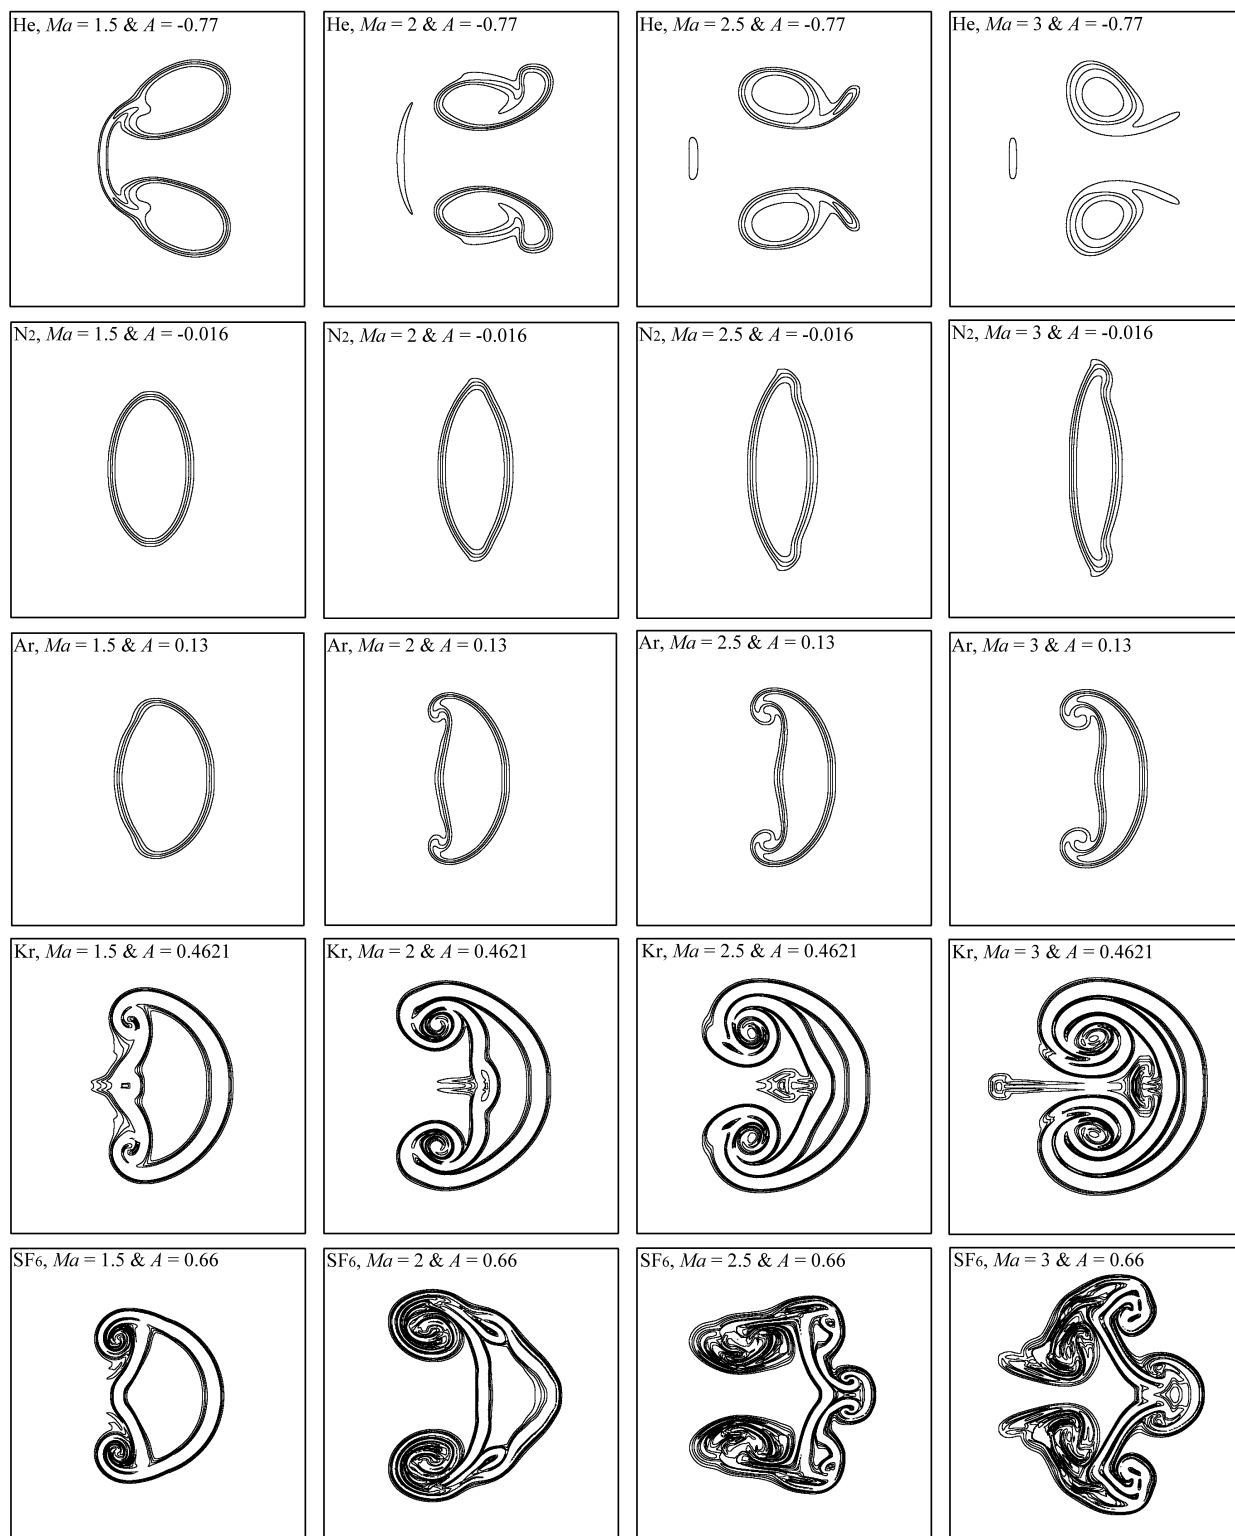 He, Ma = 1.5 & A = -0.77
He, Ma = 2 & A = -0.77
He, Ma = 2.5 & A = -0.77
He, Ma = 3 & A = -0.77
N2, Ma = 1.5 & A = -0.016
N2, Ma = 2 & A = -0.016
N2, Ma = 2.5 & A = -0.016
N2, Ma = 3 & A = -0.016
Ar, Ma = 1.5 & A = 0.13
Ar, Ma = 2 & A = 0.13
Ar, Ma = 2.5 & A = 0.13
Ar, Ma = 3 & A = 0.13
Kr, Ma = 1.5 & A = 0.4621
Kr, Ma = 2 & A = 0.4621
Kr, Ma = 2.5 & A = 0.4621
Kr, Ma = 3 & A = 0.4621
SF6, Ma = 1.5 & A = 0.66
SF6, Ma = 2 & A = 0.66
SF6, Ma = 2.5 & A = 0.66
SF6, Ma = 3 & A = 0.66